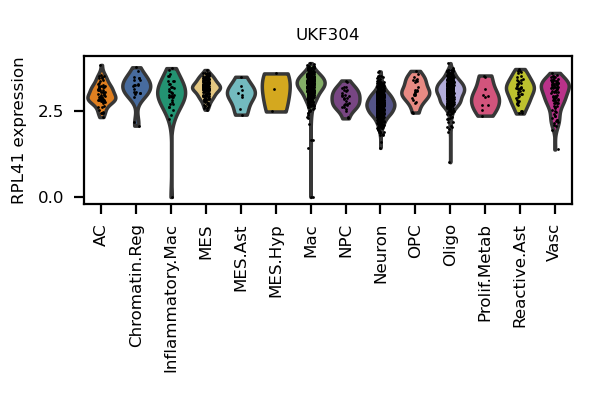 UKF304
RPL41 expression
2.5
0.0
AC
Chromatin.Reg
Inflammatory.Mac
MES
MES.Ast
MES.Hyp
Mac
NPC
Neuron
OPC
Oligo
Prolif.Metab
Reactive.Ast
Vasc